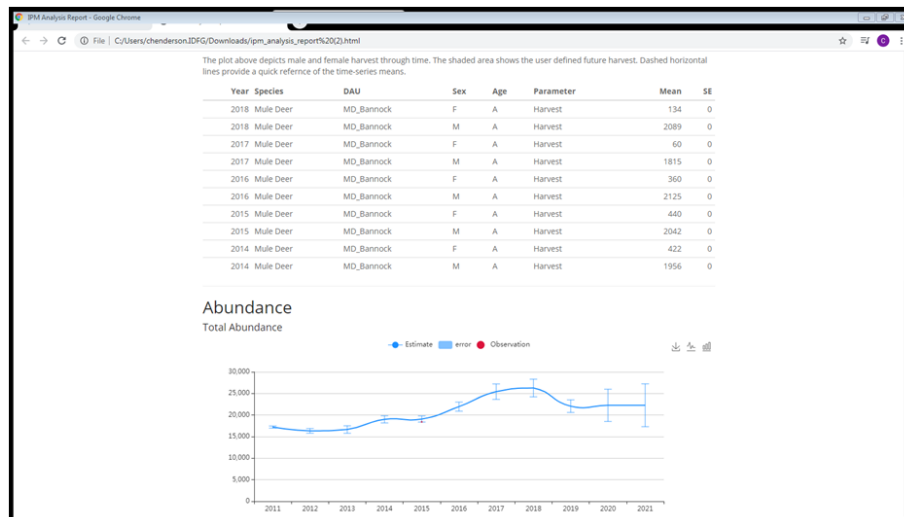 IPM Analysis Report - Google Chrome
File | C:/Users/chenderson.IDFG/Downloads/ipm_analysis_report%20(2).html
C
The plot above depicts male and female harvest through time. The shaded area shows the user defined future harvest. Dashed horizontal
lines provide a quick refernce of the time-series means.
Year Species DAU Sex Age Parameter Mean SE
2018 Mule Deer MD_Bannock F A Harvest 134 0
2018 Mule Deer MD_Bannock M A Harvest 2089 0
2017 Mule Deer MD_Bannock F A Harvest 60 0
2017 Mule Deer MD_Bannock M A Harvest 1815 0
2016 Mule Deer MD_Bannock F A Harvest 360 0
2016 Mule Deer MD_Bannock M A Harvest 2125 0
2015 Mule Deer MD_Bannock F A Harvest 440 0
2015 Mule Deer MD_Bannock M A Harvest 2042 0
2014 Mule Deer MD_Bannock F A Harvest 422 0
2014 Mule Deer MD_Bannock M A Harvest 1956 0
Abundance
Total Abundance
Estimate error Observation
30,000
25,000
20,000
15,000
10,000
5,000
0
2011 2012 2013 2014 2015 2016 2017 2018 2019 2020 2021